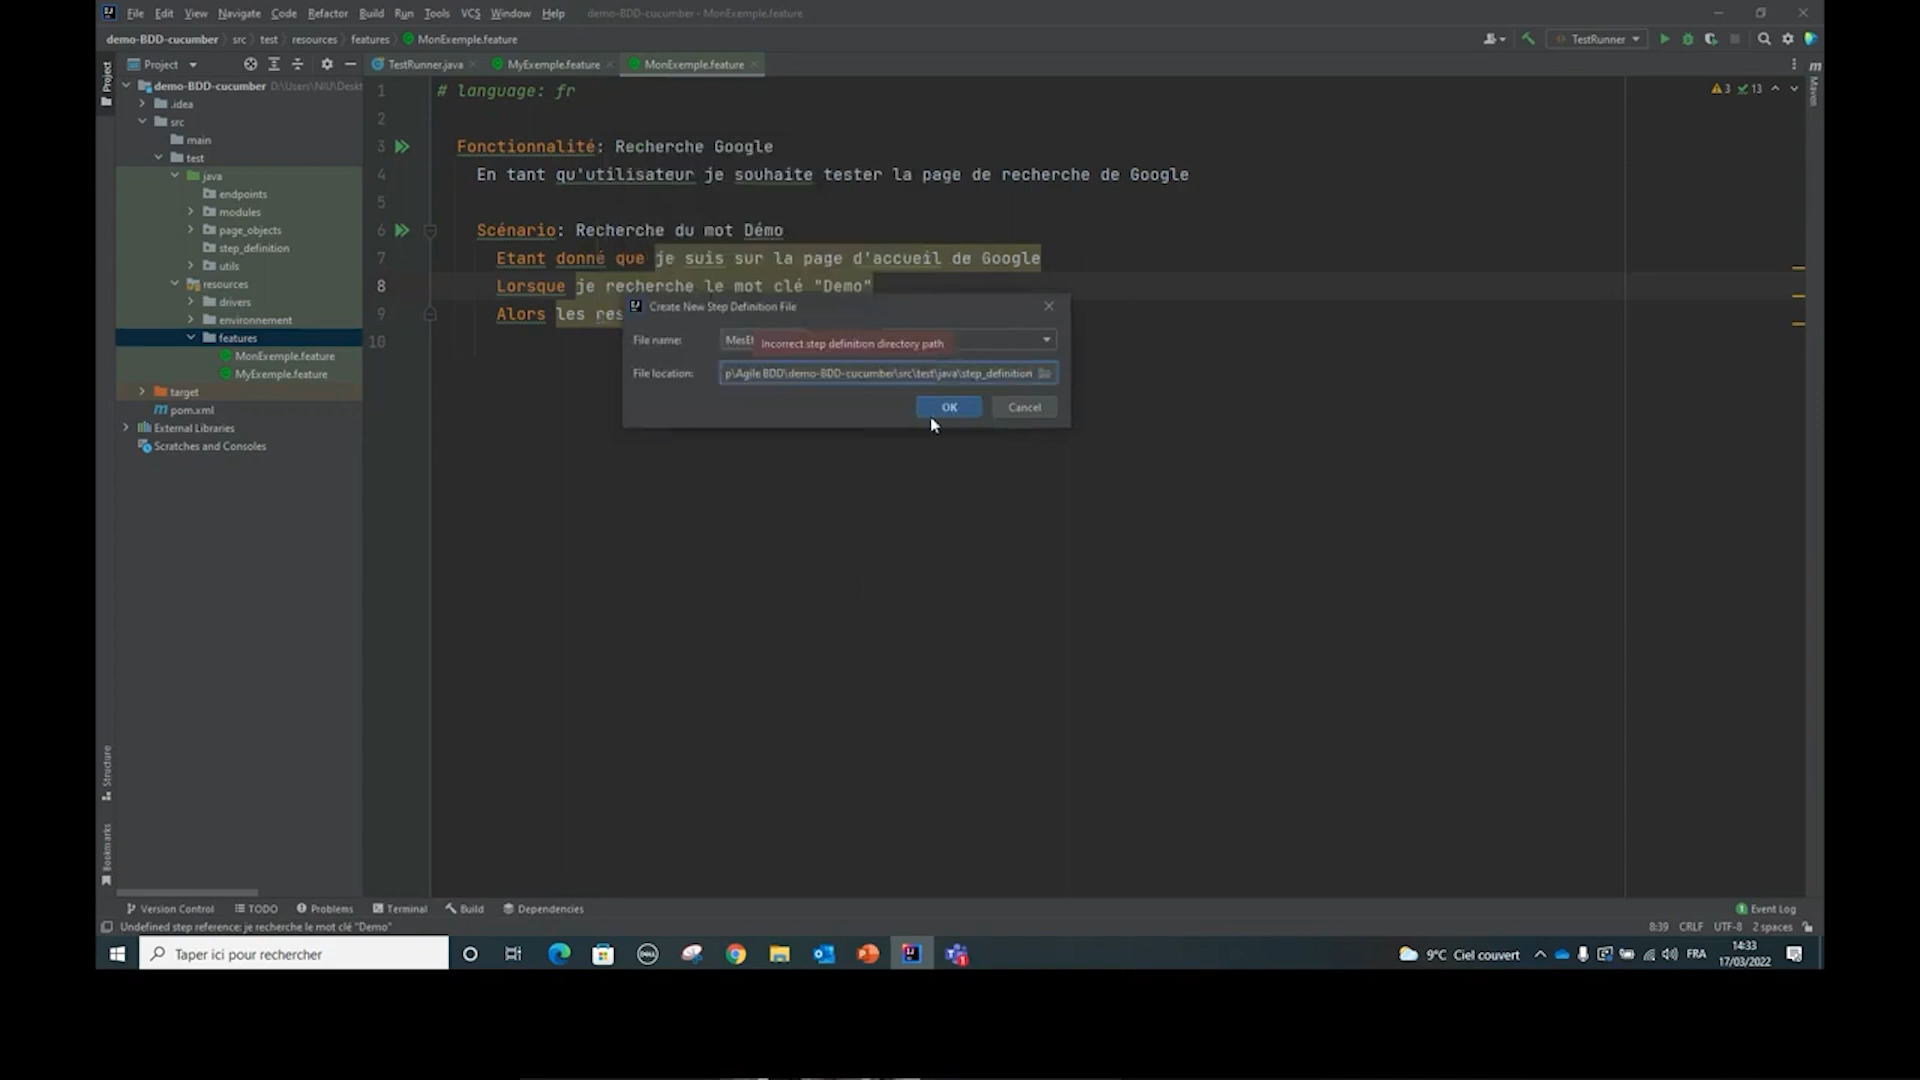 File Edit View Navigate Code Refactor Build Run Tools VCS Window Help demo-BDD-cucumber - MonExemple.feature
demo-BDD-cucumber src test resources features MonExemple.feature TestRunner
Project TestRunner.java MyExemple.feature MonExemple.feature
Project
Maven
demo-BDD-cucumber D:\Users\NIU\Deskt
.idea
src
main
test
java
endpoints
modules
page_objects
step_definition
utils
resources
drivers
environnement
features
MonExemple.feature
MyExemple.feature
target
pom.xml
External Libraries
Scratches and Consoles
3 13
1 # language: fr
2
3 Fonctionnalité: Recherche Google
4 En tant qu'utilisateur je souhaite tester la page de recherche de Google
5
6 Scénario: Recherche du mot Démo
7 Etant donné que je suis sur la page d'accueil de Google
8 Lorsque je recherche le mot clé "Demo"
9 Alors les res
10
Create New Step Definition File
File name:
Incorrect step definition directory path
File location: p\Agile BDD\demo-BDD-cucumber\src\test\java\step_definition
OK Cancel
Structure
Bookmarks
Version Control TODO Problems Terminal Build Dependencies Event Log
Undefined step reference: je recherche le mot clé "Demo" 8:39 CRLF UTF-8 2 spaces
Taper ici pour rechercher 9°C Ciel couvert FRA 14:33
17/03/2022